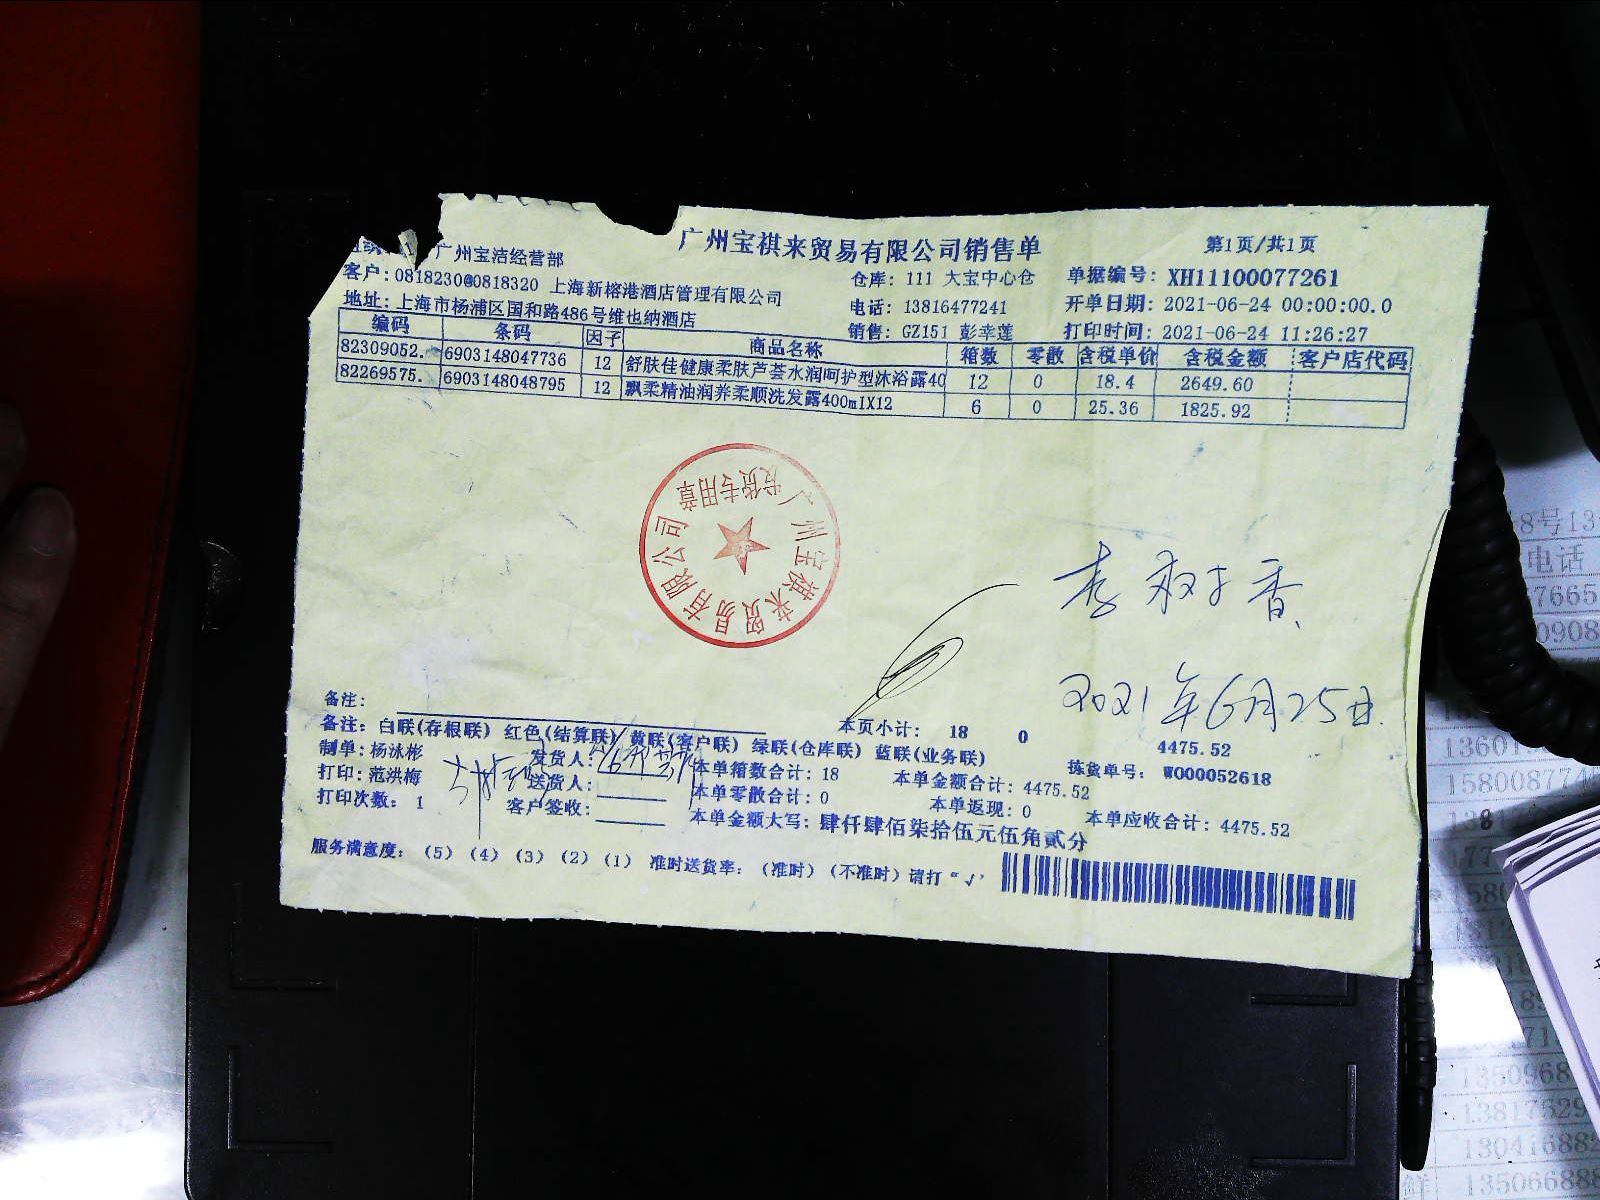 广州宝祺来贸易有限公司销售单
第1页/共1页
广州宝洁经营部
仓库: 111 大宝中心仓
单据编号: XH11100077261
客户: 0818230@0818320 上海新榕港酒店管理有限公司
电话: 13816477241
开单日期: 2021-06-24 00:00:00.0
地址: 上海市杨浦区国和路486号维也纳酒店
销售: GZ151 彭幸莲
打印时间: 2021-06-24 11:26:27
编码 条码 因子 商品名称 箱数 零散 含税单价 含税金额 客户店代码
82309052. 6903148047736 12 舒肤佳健康柔肤芦荟水润呵护型沐浴露40 12 0 18.4 2649.60
82269575. 6903148048795 12 飘柔精油润养柔顺洗发露400mlX12 6 0 25.36 1825.92
广州宝祺来贸易有限公司
发货专用章
李树香
2021年6月25日
备注:
本页小计: 18 0 4475.52
备注: 白联(存根联) 红色(结算联) 黄联(客户联) 绿联(仓库联) 蓝联(业务联)
拣货单号: W000052618
制单: 杨泳彬 发货人: 本单箱数合计: 18 本单金额合计: 4475.52
打印: 范洪梅 送货人: 本单零散合计: 0 本单返现: 0 本单应收合计: 4475.52
打印次数: 1 客户签收: 本单金额大写: 肆仟肆佰柒拾伍元伍角贰分
服务满意度: (5) (4) (3) (2) (1) 准时送货率: (准时) (不准时) 请打“√”
8号13
电话